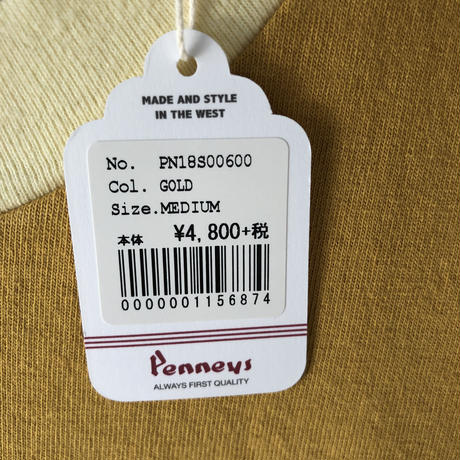 MADE AND STYLE
IN THE WEST
No. PN18S00600
Col. GOLD
Size.MEDIUM
本体 ¥4,800+税
0000001156874
Penneys
ALWAYS FIRST QUALITY